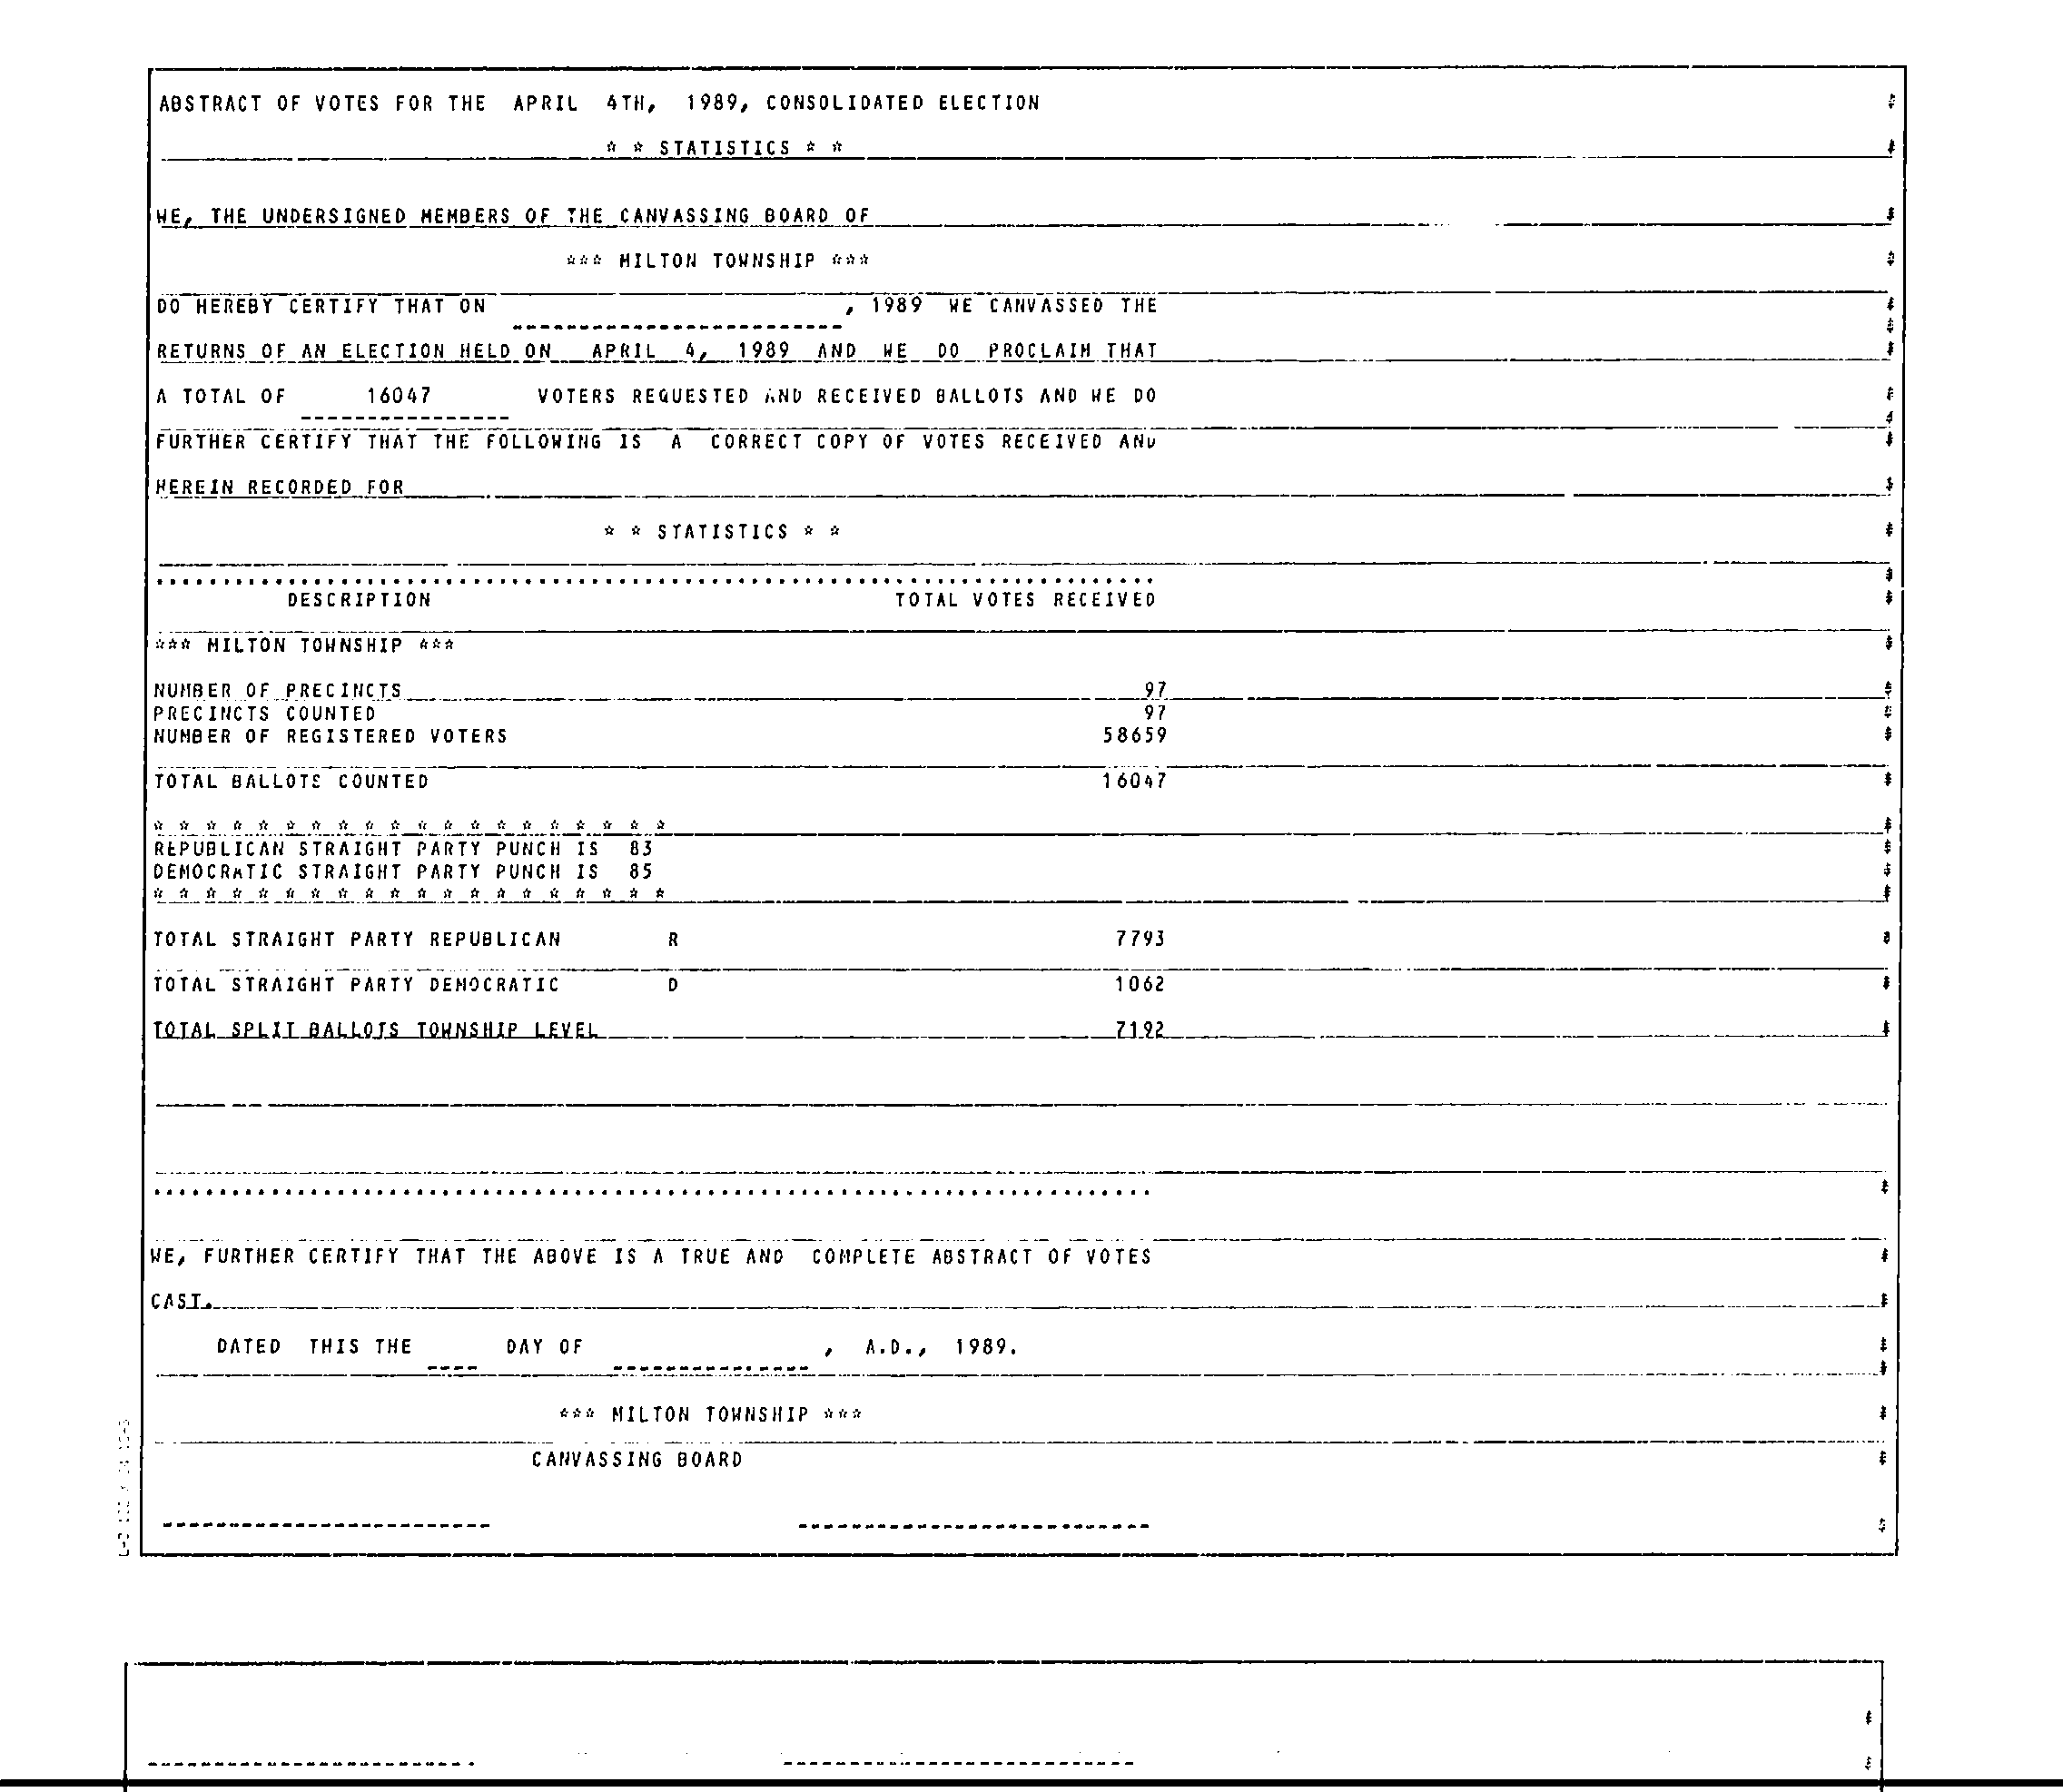 ABSTRACT OF VOTES FOR THE APRIL 4TH, 1989, CONSOLIDATED ELECTION
* * STATISTICS * *
WE, THE UNDERSIGNED MEMBERS OF THE CANVASSING BOARD OF
*** MILTON TOWNSHIP ***
DO HEREBY CERTIFY THAT ON , 1989 WE CANVASSED THE
RETURNS OF AN ELECTION HELD ON APRIL 4, 1989 AND WE DO PROCLAIM THAT
A TOTAL OF 16047 VOTERS REQUESTED AND RECEIVED BALLOTS AND WE DO
FURTHER CERTIFY THAT THE FOLLOWING IS A CORRECT COPY OF VOTES RECEIVED AND
HEREIN RECORDED FOR
* * STATISTICS * *
DESCRIPTION TOTAL VOTES RECEIVED
*** MILTON TOWNSHIP ***
NUMBER OF PRECINCTS 97
PRECINCTS COUNTED 97
NUMBER OF REGISTERED VOTERS 58659
TOTAL BALLOTS COUNTED 16047
* * * * * * * * * * * * * * * * * * * *
REPUBLICAN STRAIGHT PARTY PUNCH IS 83
DEMOCRATIC STRAIGHT PARTY PUNCH IS 85
* * * * * * * * * * * * * * * * * * * *
TOTAL STRAIGHT PARTY REPUBLICAN R 7793
TOTAL STRAIGHT PARTY DEMOCRATIC D 1062
TOTAL SPLIT BALLOTS TOWNSHIP LEVEL 7192
WE, FURTHER CERTIFY THAT THE ABOVE IS A TRUE AND COMPLETE ABSTRACT OF VOTES
CAST.
DATED THIS THE ____ DAY OF _______________ , A.D., 1989.
*** MILTON TOWNSHIP ***
CANVASSING BOARD